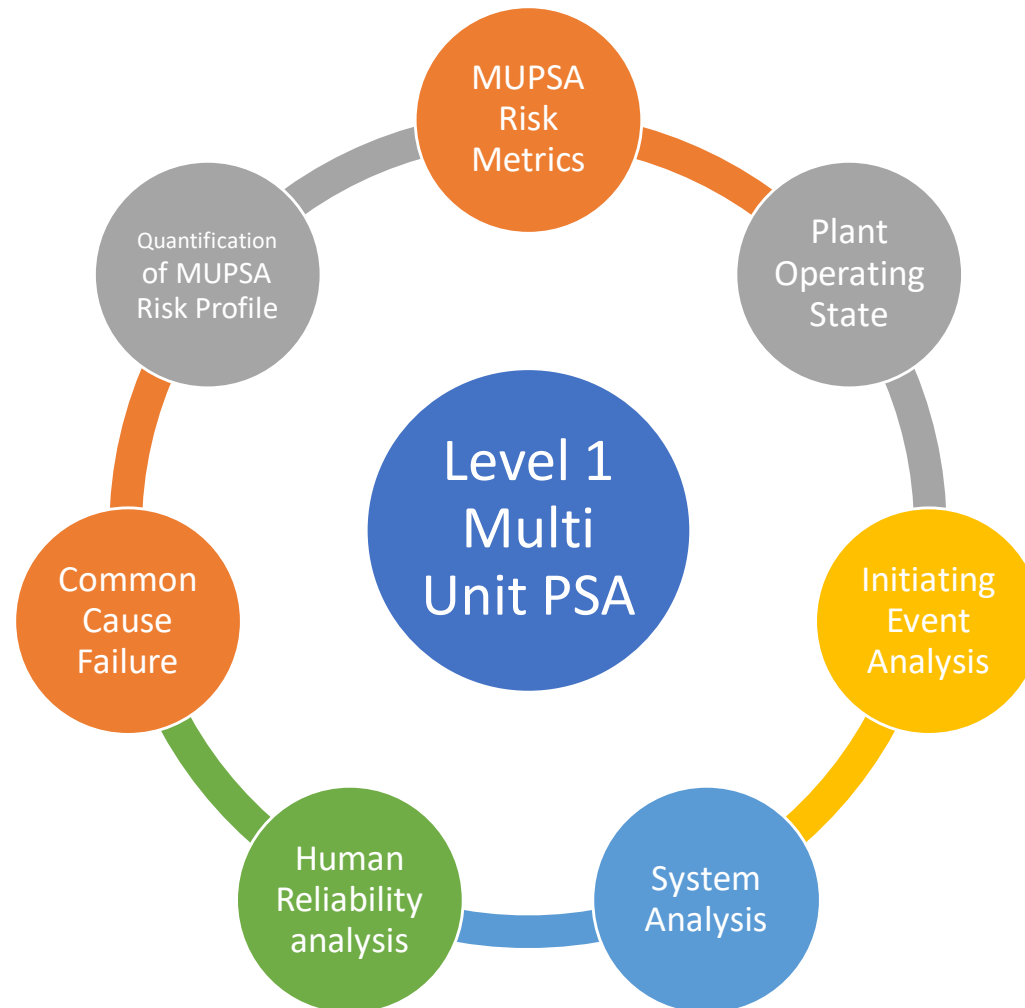 MUPSA
Risk
Metrics
Plant
Operating
State
Initiating
Event
Analysis
System
Analysis
Human
Reliability
analysis
Common
Cause
Failure
Quantification
of MUPSA
Risk Profile
Level 1
Multi
Unit PSA